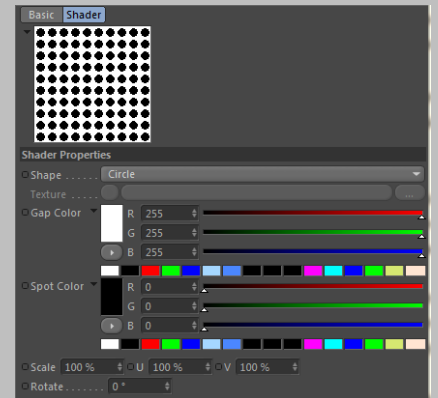 Basic Shader
Shader Properties
Shape . . . . . . Circle
Texture . . . . . ...
Gap Color R 255
G 255
B 255
Spot Color R 0
G 0
B 0
Scale 100 % U 100 % V 100 %
Rotate . . . . . . . 0 °